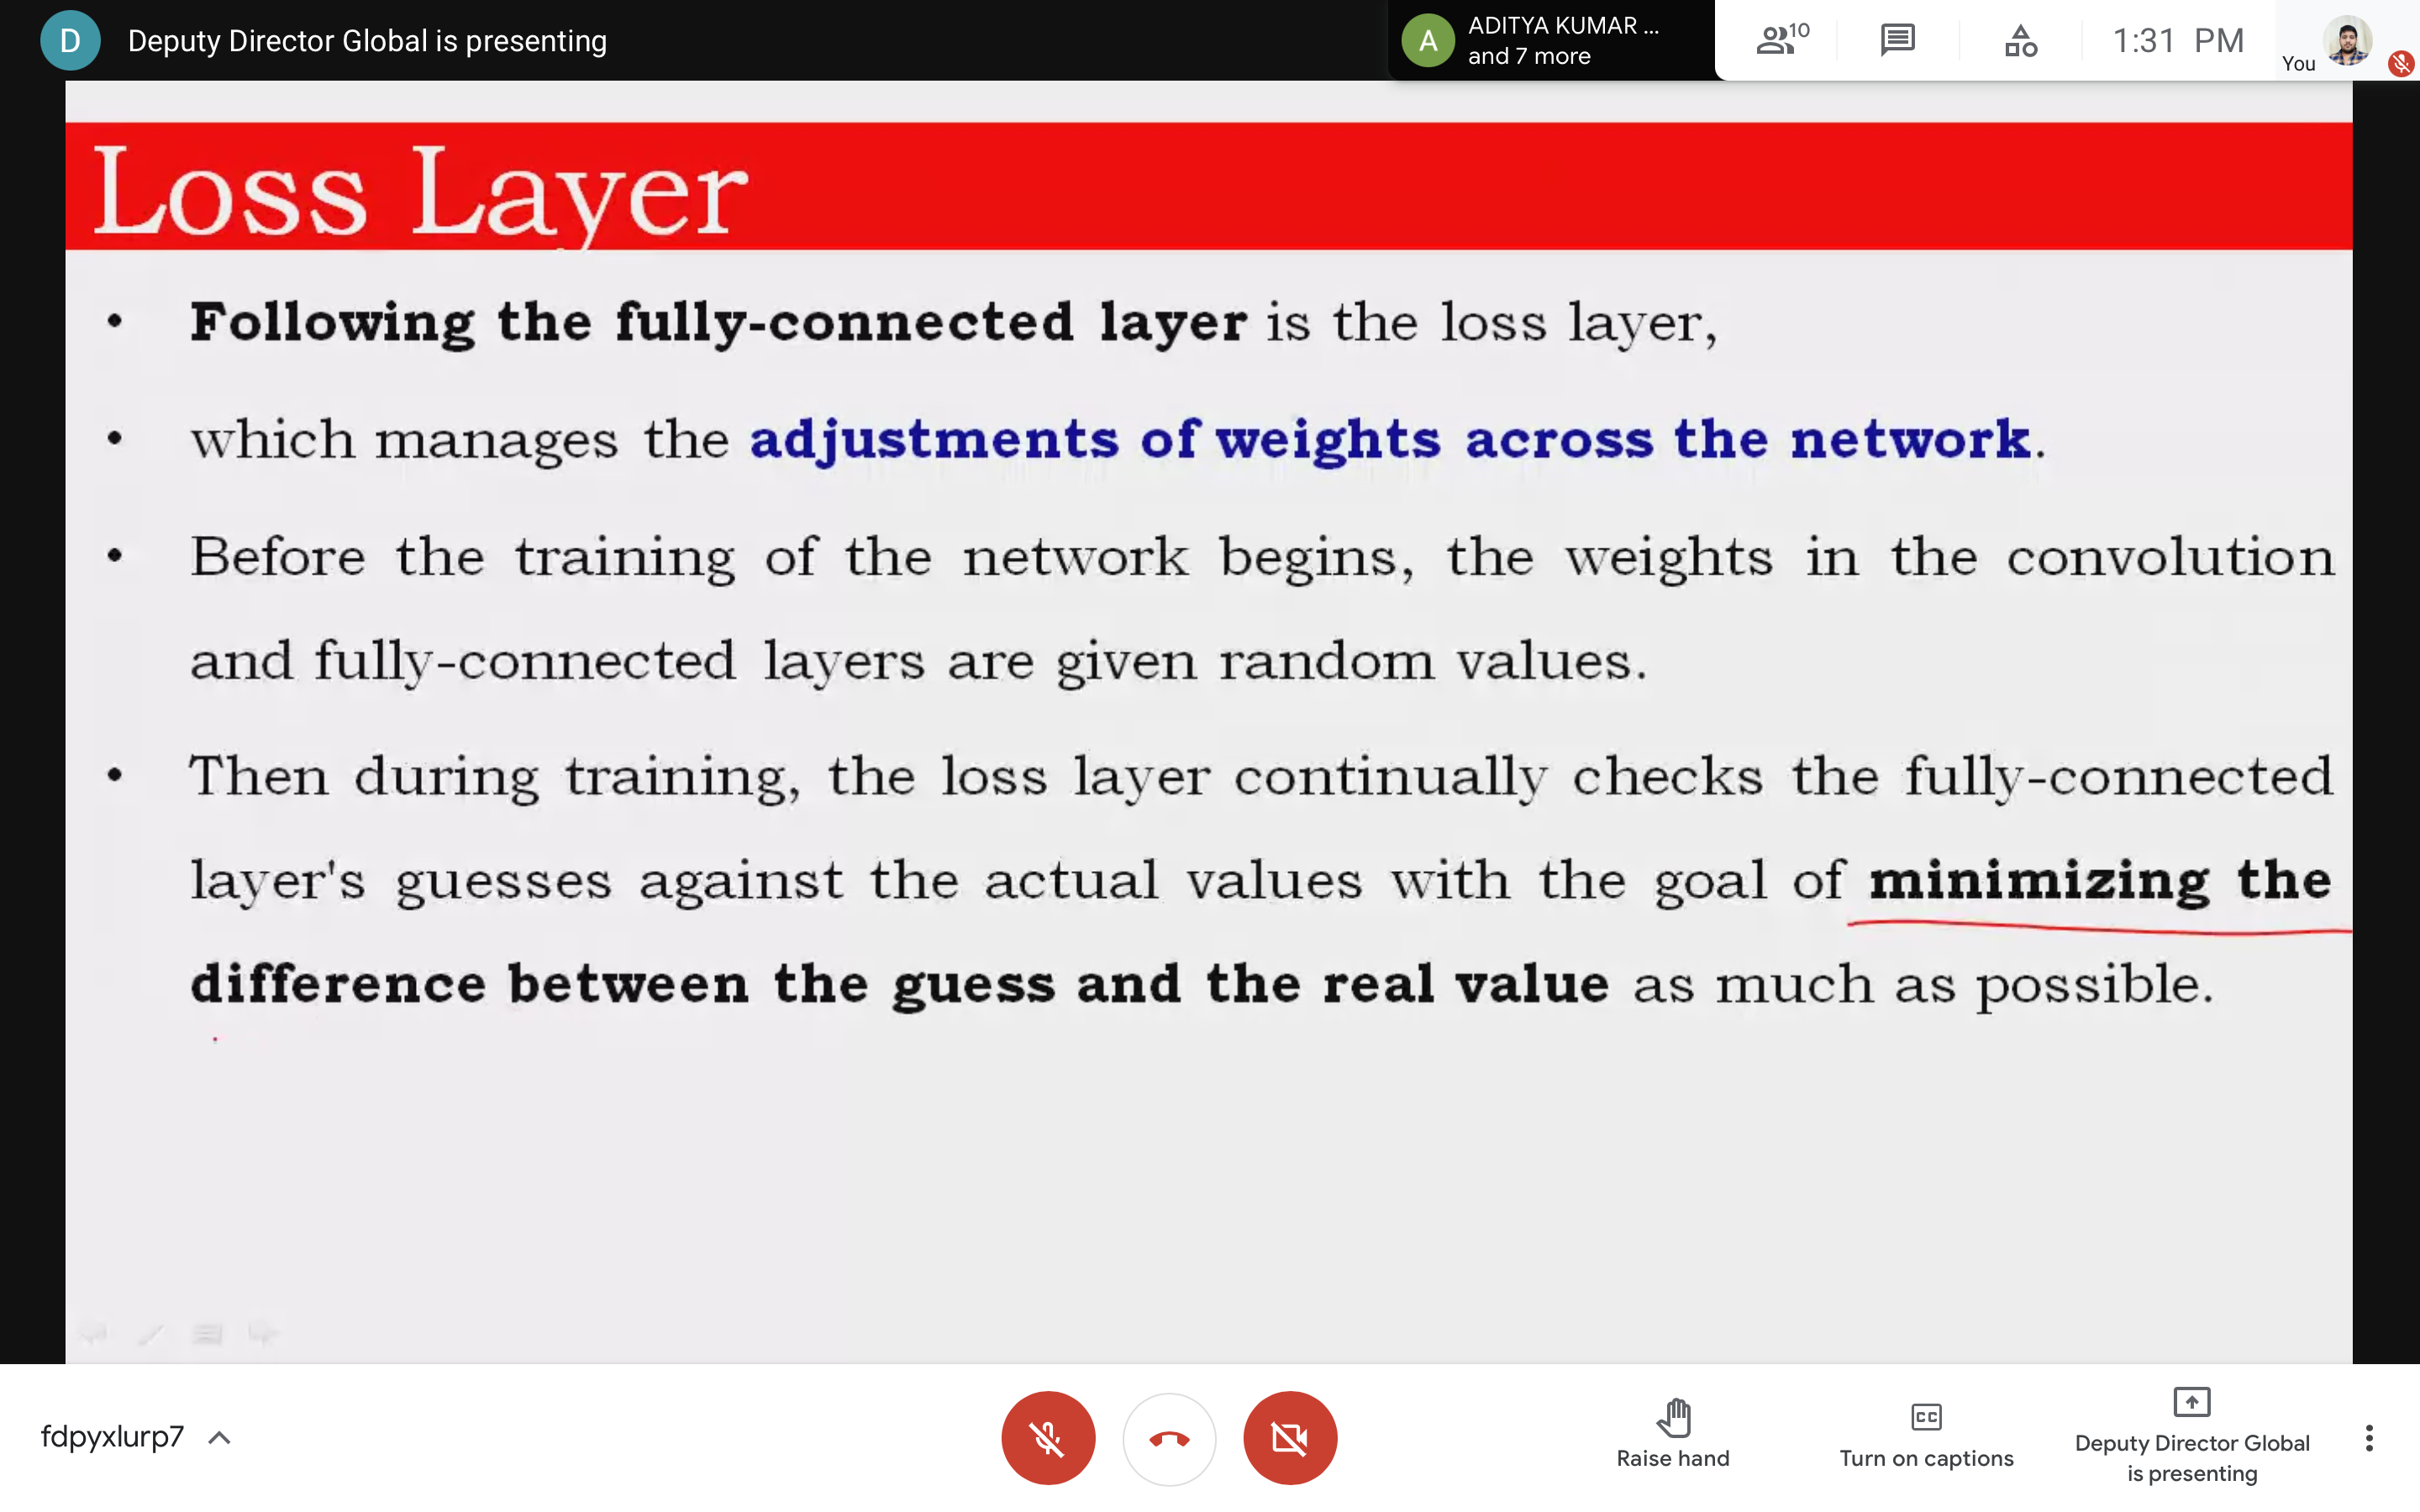 D Deputy Director Global is presenting
A ADITYA KUMAR ...
and 7 more
10
1:31 PM
You
Loss Layer
• Following the fully-connected layer is the loss layer,
• which manages the adjustments of weights across the network.
• Before the training of the network begins, the weights in the convolution
and fully-connected layers are given random values.
• Then during training, the loss layer continually checks the fully-connected
layer's guesses against the actual values with the goal of minimizing the
difference between the guess and the real value as much as possible.
fdpyxlurp7
Raise hand
CC
Turn on captions
Deputy Director Global
is presenting